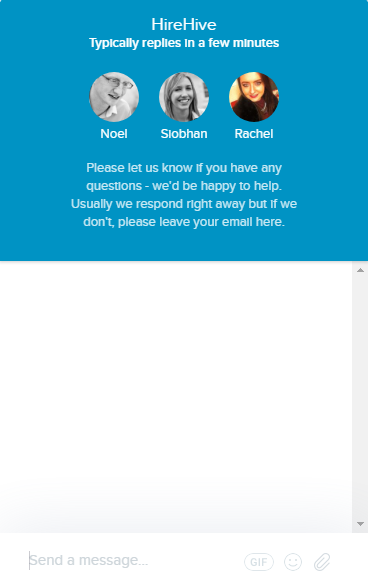 HireHive
Typically replies in a few minutes
Noel Siobhan Rachel
Please let us know if you have any
questions - we'd be happy to help.
Usually we respond right away but if we
don't, please leave your email here.
Send a message...
GIF